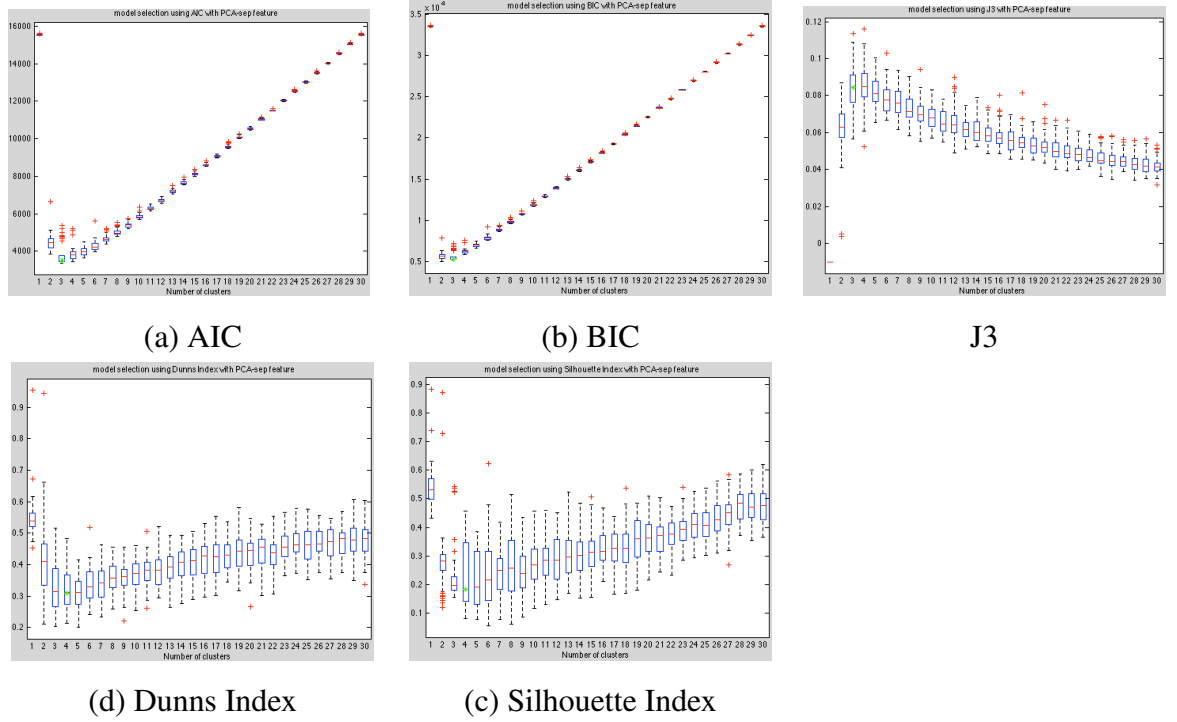 model selection using AIC with PCA-sep feature
16000
14000
12000
10000
8000
6000
4000
1 2 3 4 5 6 7 8 9 10 11 12 13 14 15 16 17 18 19 20 21 22 23 24 25 26 27 28 29 30
Number of clusters
(a) AIC
model selection using BIC with PCA-sep feature
x 10⁴
3.5
3
2.5
2
1.5
1
0.5
1 2 3 4 5 6 7 8 9 10 11 12 13 14 15 16 17 18 19 20 21 22 23 24 25 26 27 28 29 30
Number of clusters
(b) BIC
model selection using J3 with PCA-sep feature
0.12
0.1
0.08
0.06
0.04
0.02
0
1 2 3 4 5 6 7 8 9 10 11 12 13 14 15 16 17 18 19 20 21 22 23 24 25 26 27 28 29 30
Number of clusters
J3
model selection using Dunns Index with PCA-sep feature
0.9
0.8
0.7
0.6
0.5
0.4
0.3
0.2
1 2 3 4 5 6 7 8 9 10 11 12 13 14 15 16 17 18 19 20 21 22 23 24 25 26 27 28 29 30
Number of clusters
(d) Dunns Index
model selection using Silhouette Index with PCA-sep feature
0.9
0.8
0.7
0.6
0.5
0.4
0.3
0.2
0.1
1 2 3 4 5 6 7 8 9 10 11 12 13 14 15 16 17 18 19 20 21 22 23 24 25 26 27 28 29 30
Number of clusters
(c) Silhouette Index